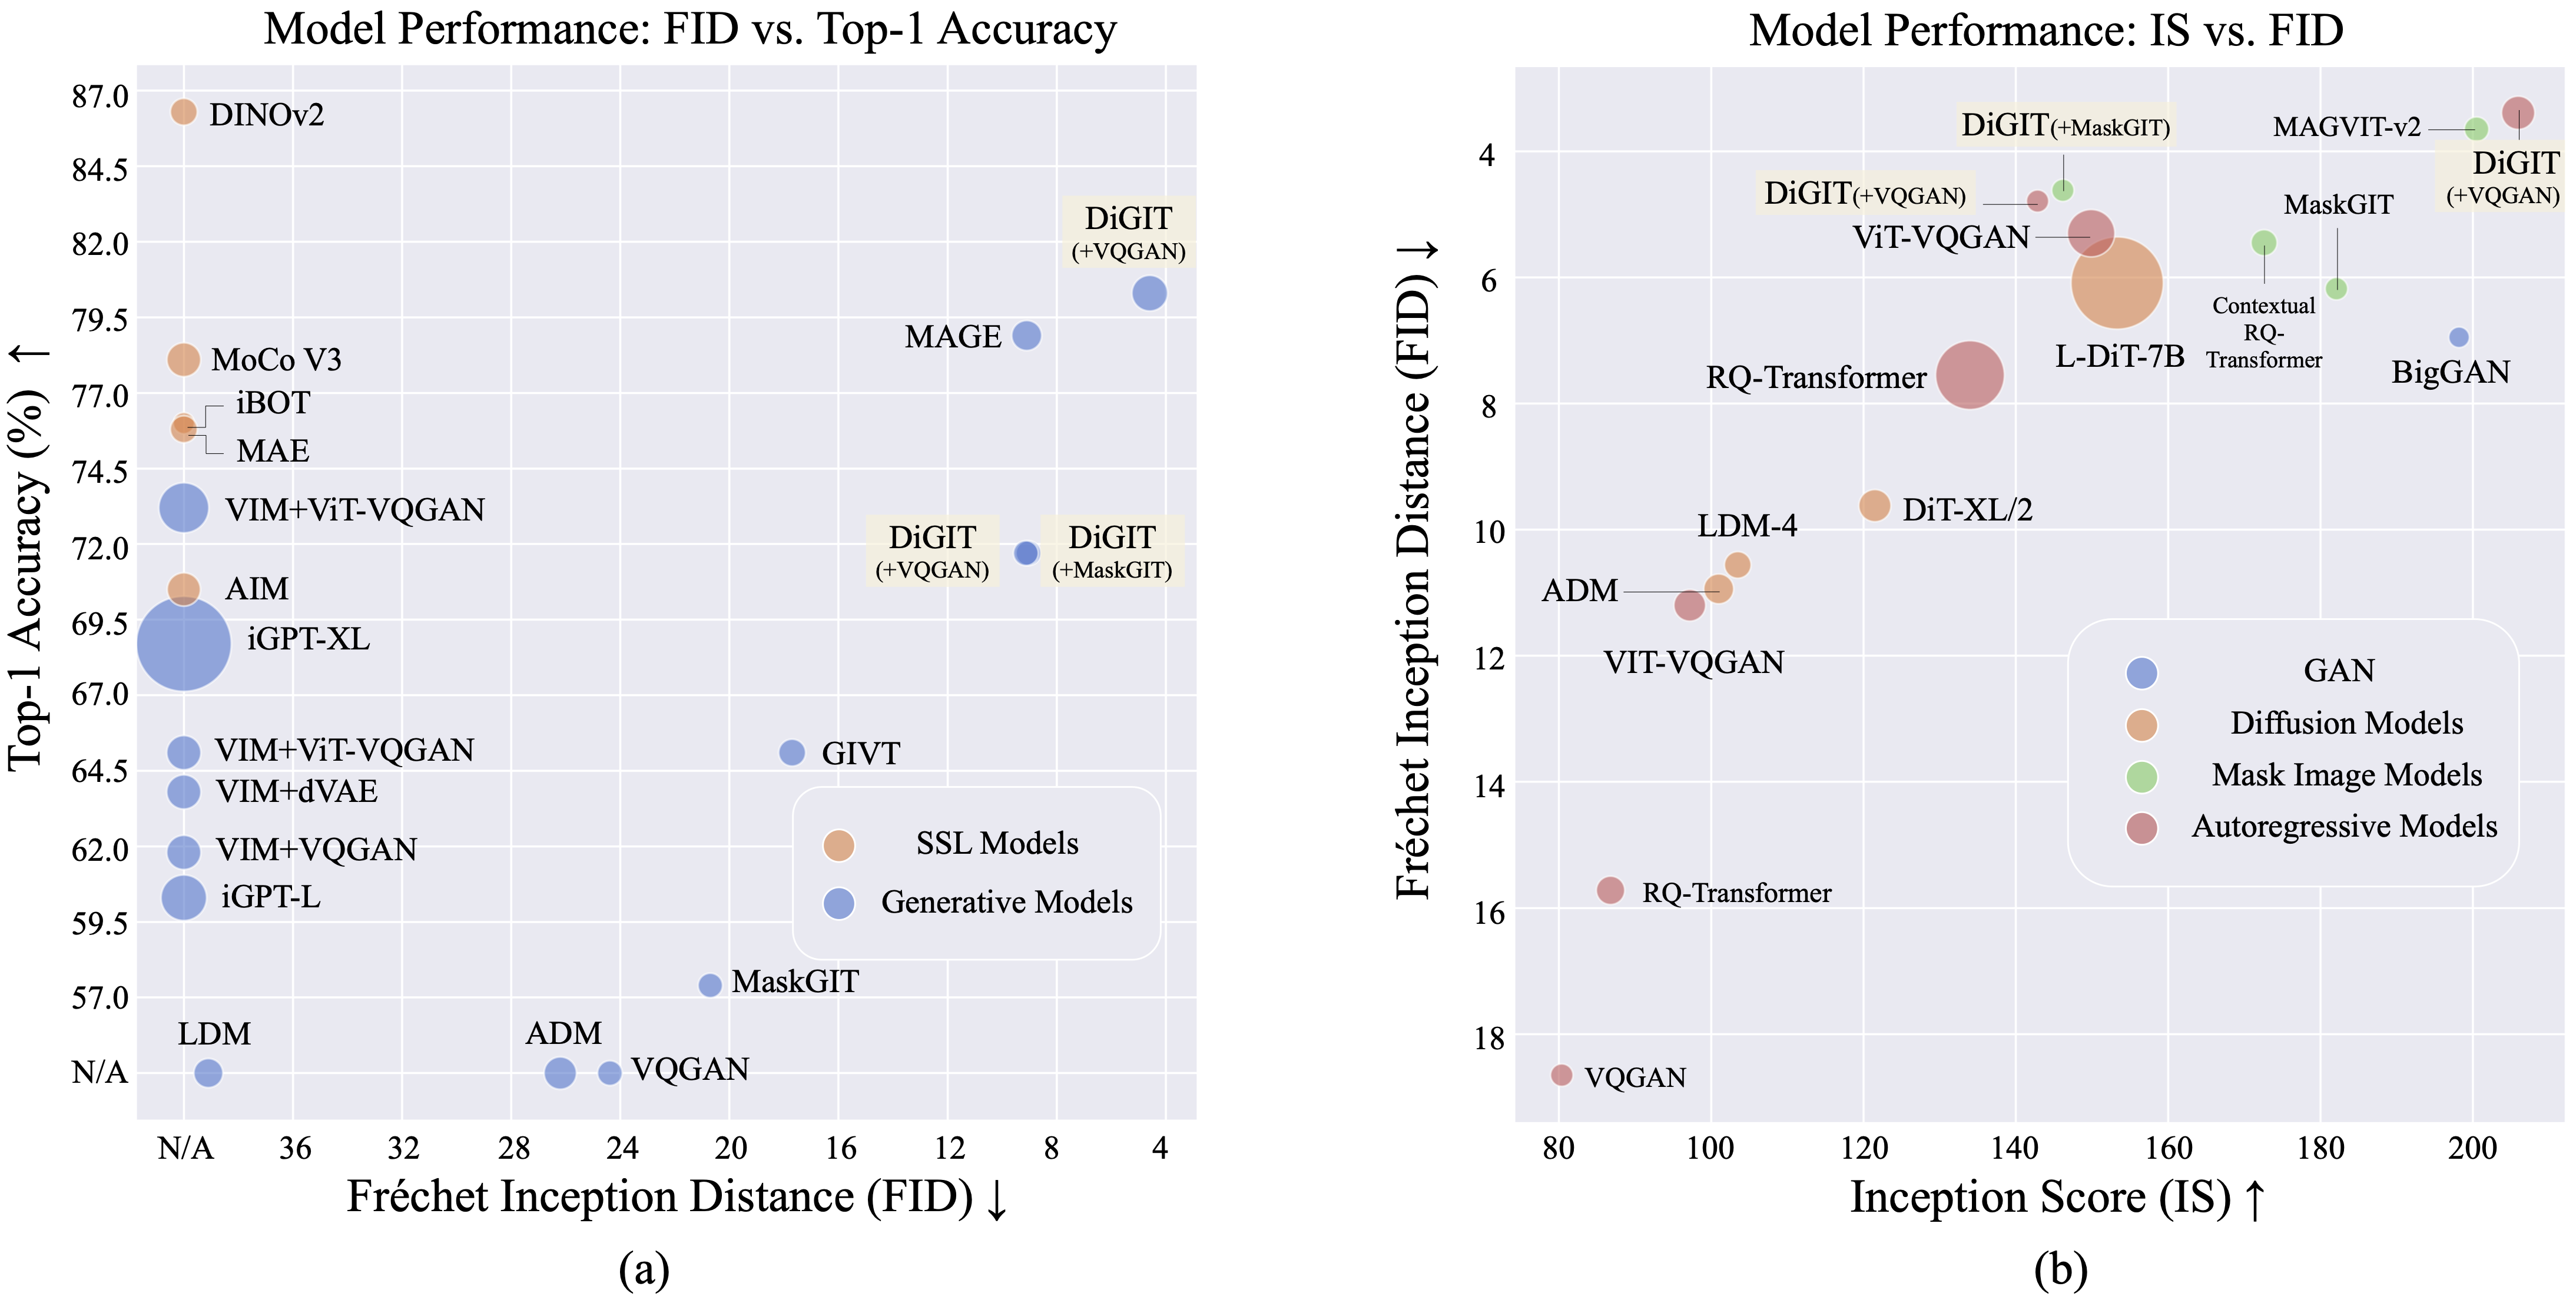 Model Performance: FID vs. Top-1 Accuracy
Top-1 Accuracy (%) ↑
87.0
84.5
82.0
79.5
77.0
74.5
72.0
69.5
67.0
64.5
62.0
59.5
57.0
N/A
DINOv2
DiGIT
(+VQGAN)
MAGE
MoCo V3
iBOT
MAE
VIM+ViT-VQGAN
DiGIT
(+VQGAN)
DiGIT
(+MaskGIT)
AIM
iGPT-XL
VIM+ViT-VQGAN
GIVT
VIM+dVAE
VIM+VQGAN
iGPT-L
SSL Models
Generative Models
MaskGIT
LDM
ADM
VQGAN
N/A 36 32 28 24 20 16 12 8 4
Fréchet Inception Distance (FID) ↓
(a)
Model Performance: IS vs. FID
Fréchet Inception Distance (FID) ↓
4
6
8
10
12
14
16
18
DiGIT(+MaskGIT)
MAGVIT-v2
DiGIT
(+VQGAN)
DiGIT(+VQGAN)
MaskGIT
ViT-VQGAN
Contextual
RQ-
Transformer
L-DiT-7B
BigGAN
RQ-Transformer
DiT-XL/2
LDM-4
ADM
VIT-VQGAN
GAN
Diffusion Models
Mask Image Models
Autoregressive Models
RQ-Transformer
VQGAN
80 100 120 140 160 180 200
Inception Score (IS) ↑
(b)